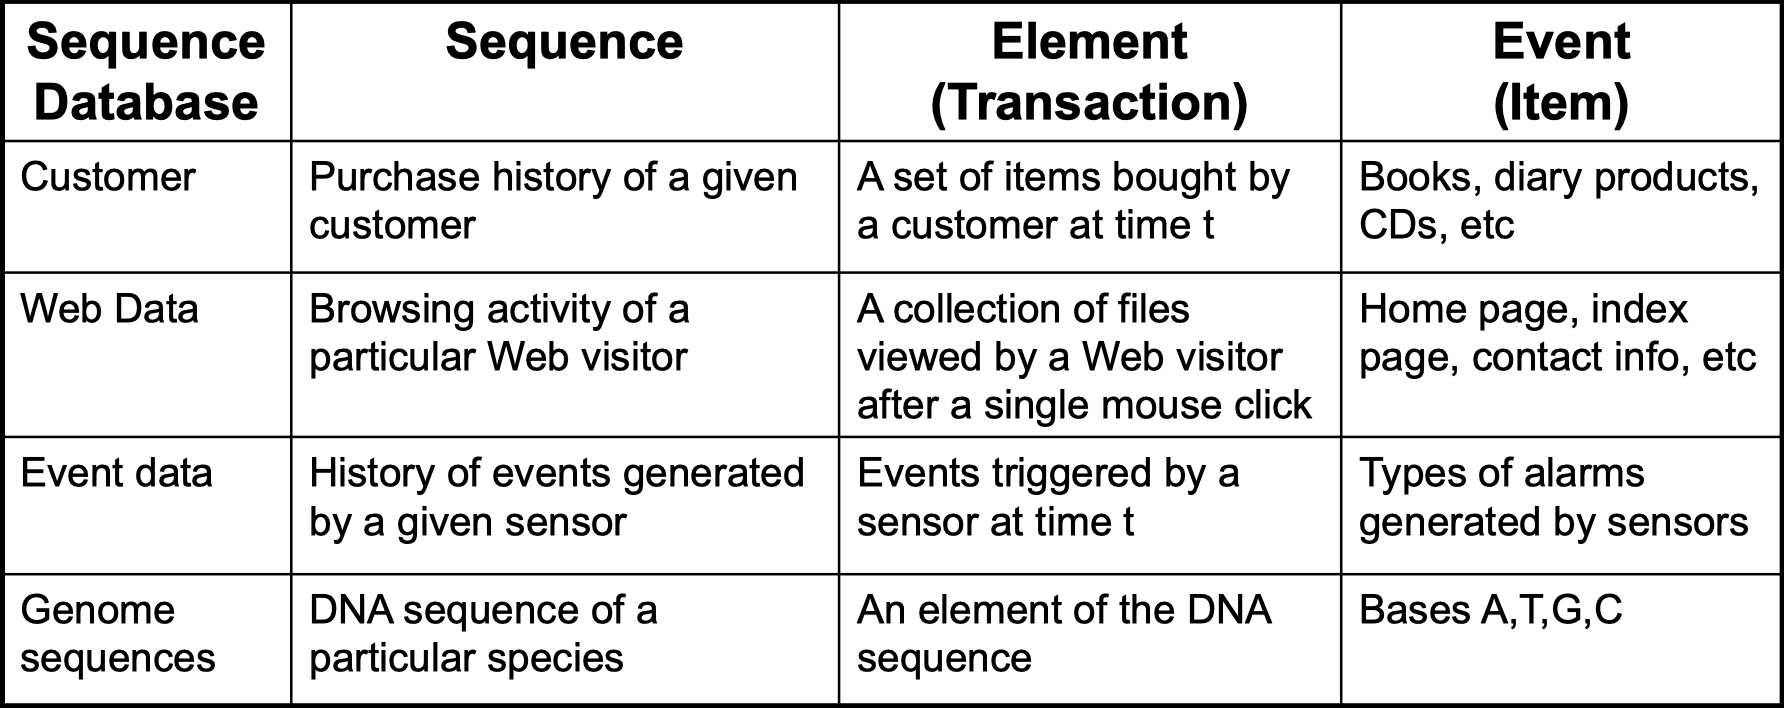 Sequence
Database
Sequence
Element
(Transaction)
Event
(Item)
Customer
Purchase history of a given
customer
A set of items bought by
a customer at time t
Books, diary products,
CDs, etc
Web Data
Browsing activity of a
particular Web visitor
A collection of files
viewed by a Web visitor
after a single mouse click
Home page, index
page, contact info, etc
Event data
History of events generated
by a given sensor
Events triggered by a
sensor at time t
Types of alarms
generated by sensors
Genome
sequences
DNA sequence of a
particular species
An element of the DNA
sequence
Bases A,T,G,C